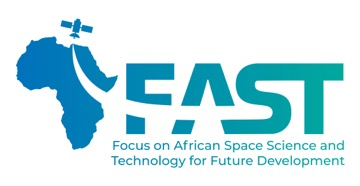 FAST
Focus on African Space Science and
Technology for Future Development